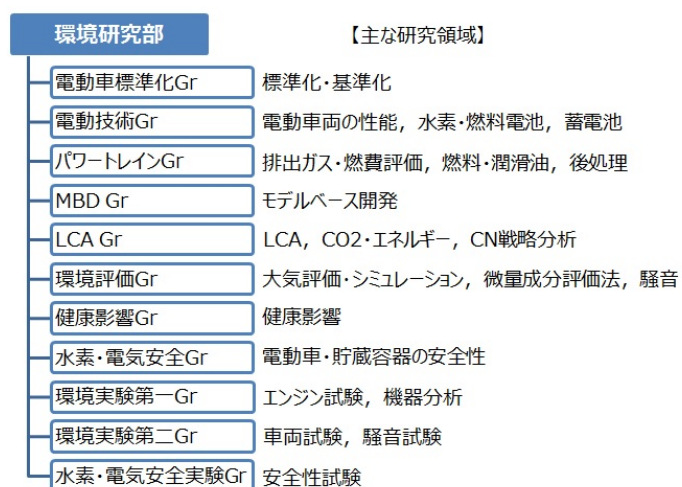 環境研究部 【主な研究領域】
電動車標準化Gr 標準化・基準化
電動技術Gr 電動車両の性能，水素・燃料電池，蓄電池
パワートレインGr 排出ガス・燃費評価，燃料・潤滑油，後処理
MBD Gr モデルベース開発
LCA Gr LCA，CO2・エネルギー，CN戦略分析
環境評価Gr 大気評価・シミュレーション，微量成分評価法，騒音
健康影響Gr 健康影響
水素・電気安全Gr 電動車・貯蔵容器の安全性
環境実験第一Gr エンジン試験，機器分析
環境実験第二Gr 車両試験，騒音試験
水素・電気安全実験Gr 安全性試験